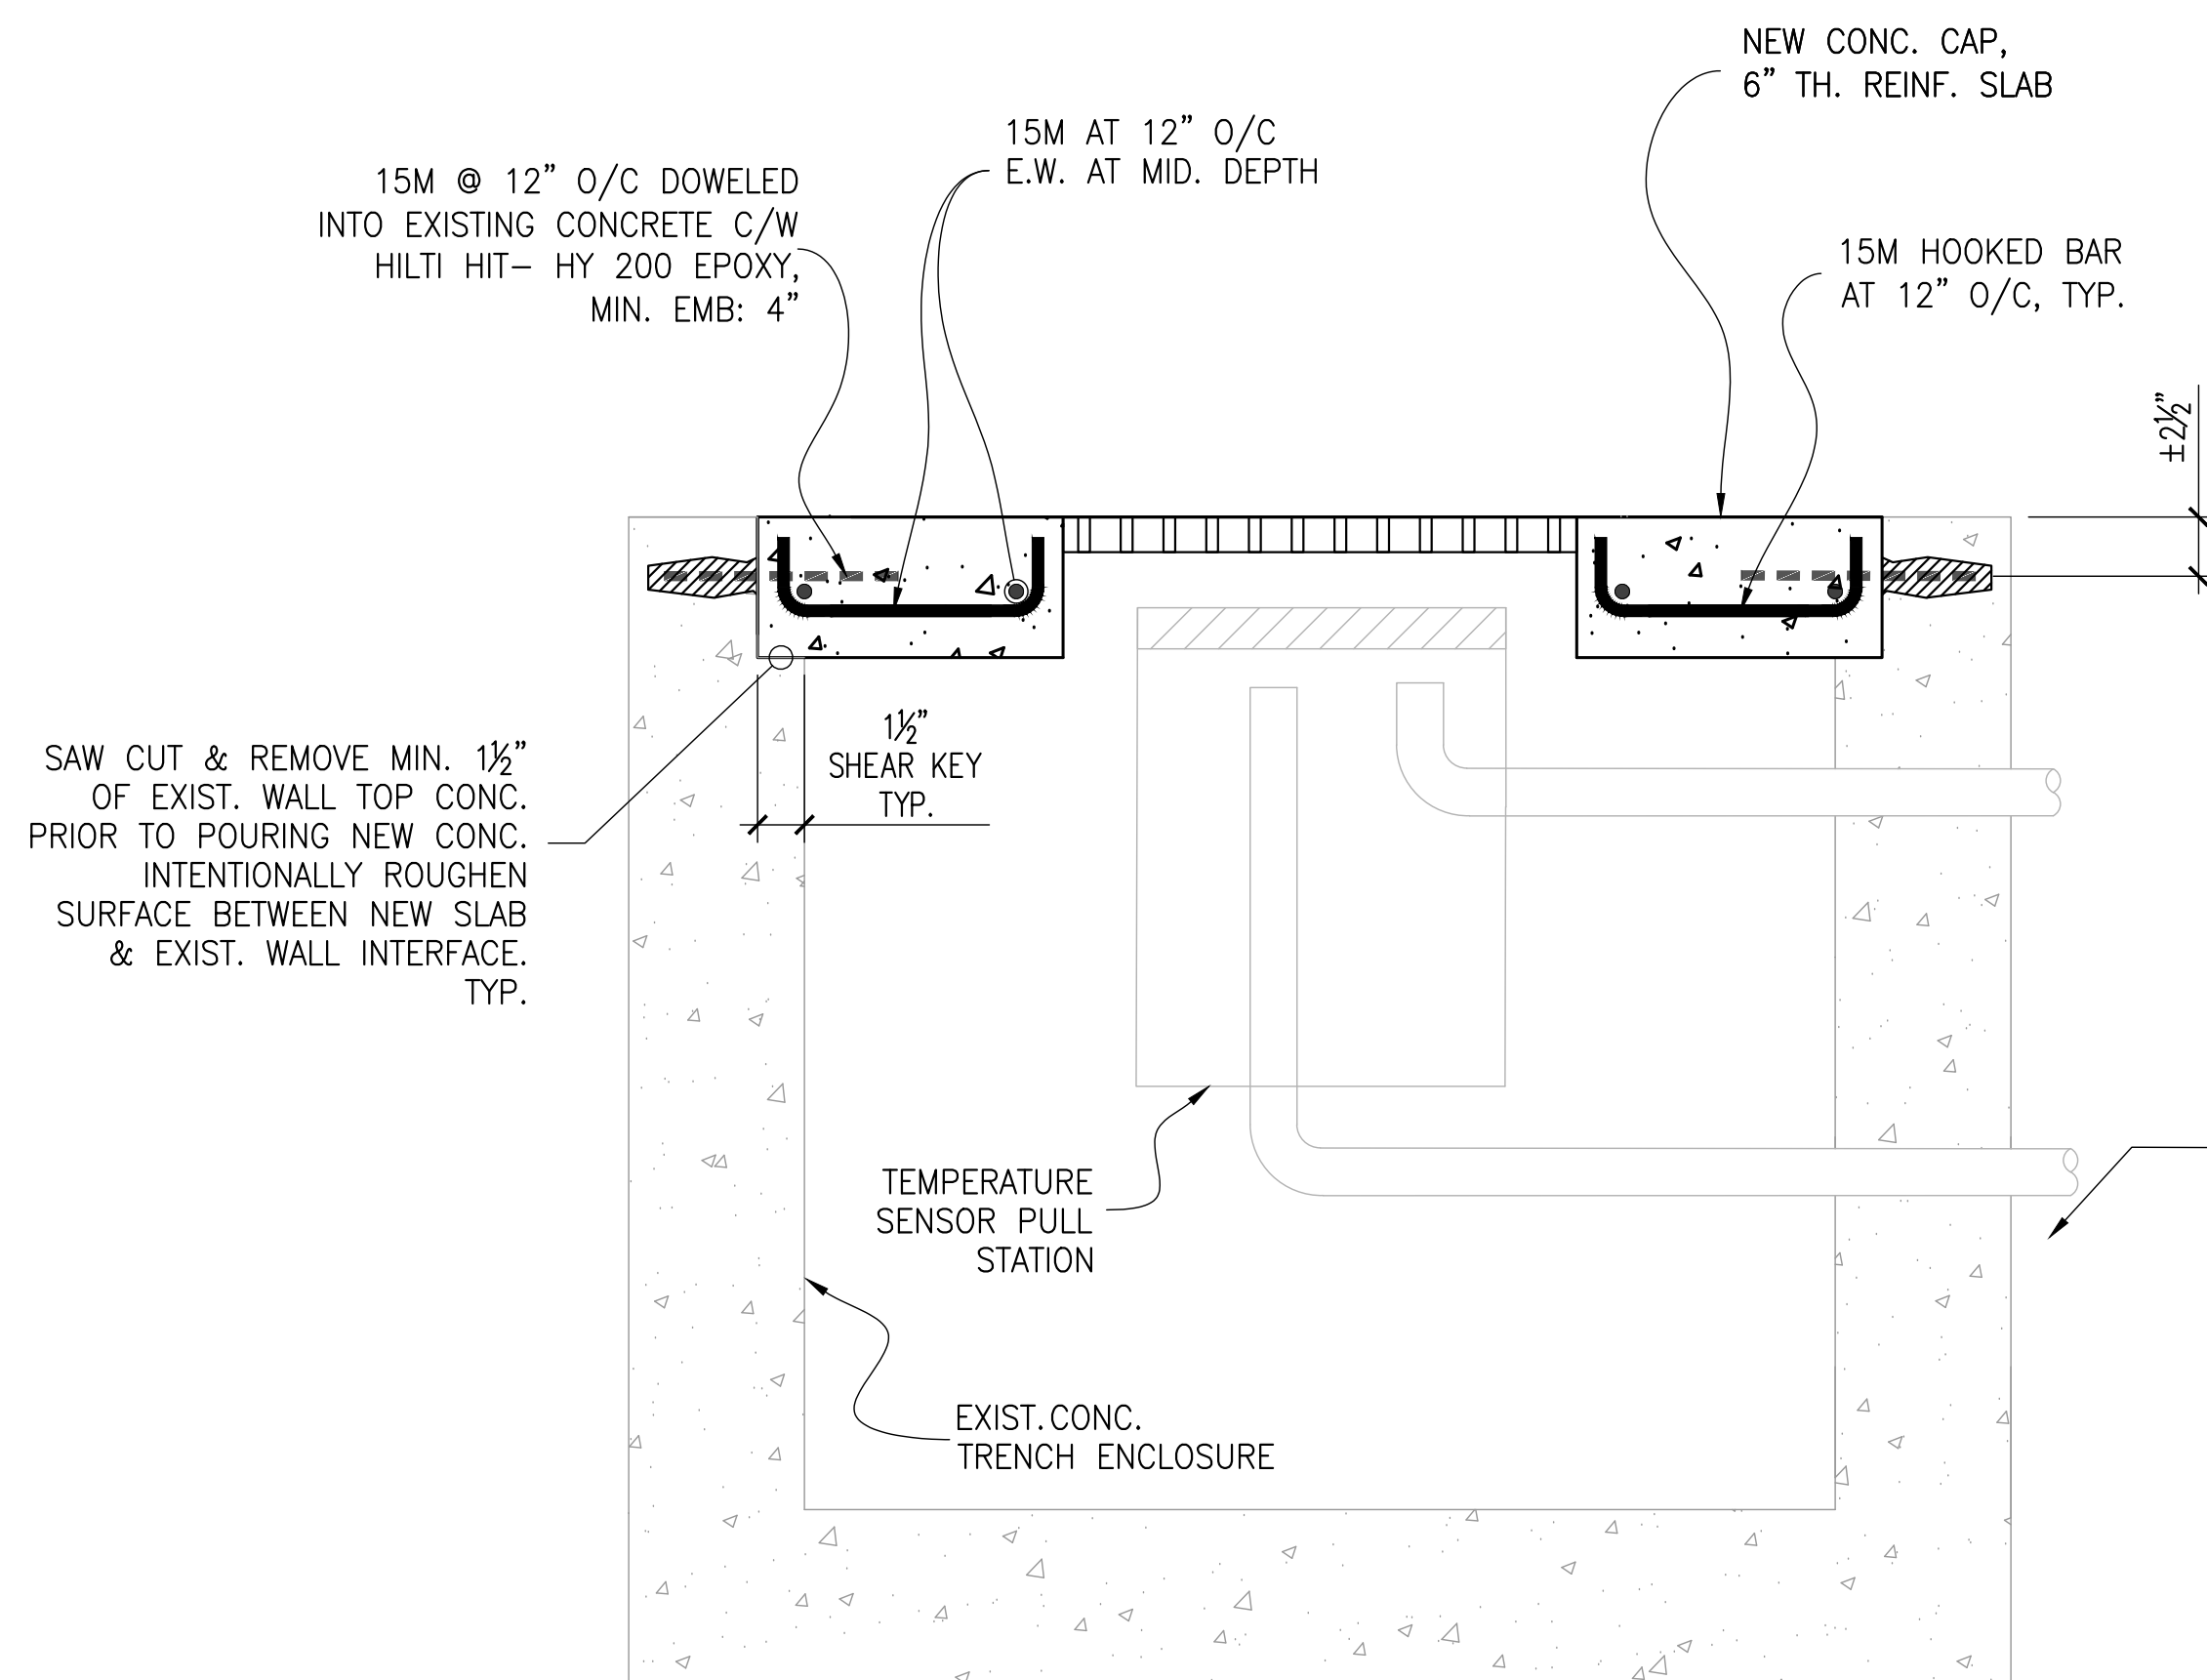 NEW CONC. CAP,
6” TH. REINF. SLAB
15M AT 12” O/C
E.W. AT MID. DEPTH
15M @ 12” O/C DOWELED
INTO EXISTING CONCRETE C/W
HILTI HIT– HY 200 EPOXY,
MIN. EMB: 4”
15M HOOKED BAR
AT 12” O/C, TYP.
±2½”
1½”
SHEAR KEY
TYP.
SAW CUT & REMOVE MIN. 1½”
OF EXIST. WALL TOP CONC.
PRIOR TO POURING NEW CONC.
INTENTIONALLY ROUGHEN
SURFACE BETWEEN NEW SLAB
& EXIST. WALL INTERFACE.
TYP.
TEMPERATURE
SENSOR PULL
STATION
EXIST.CONC.
TRENCH ENCLOSURE